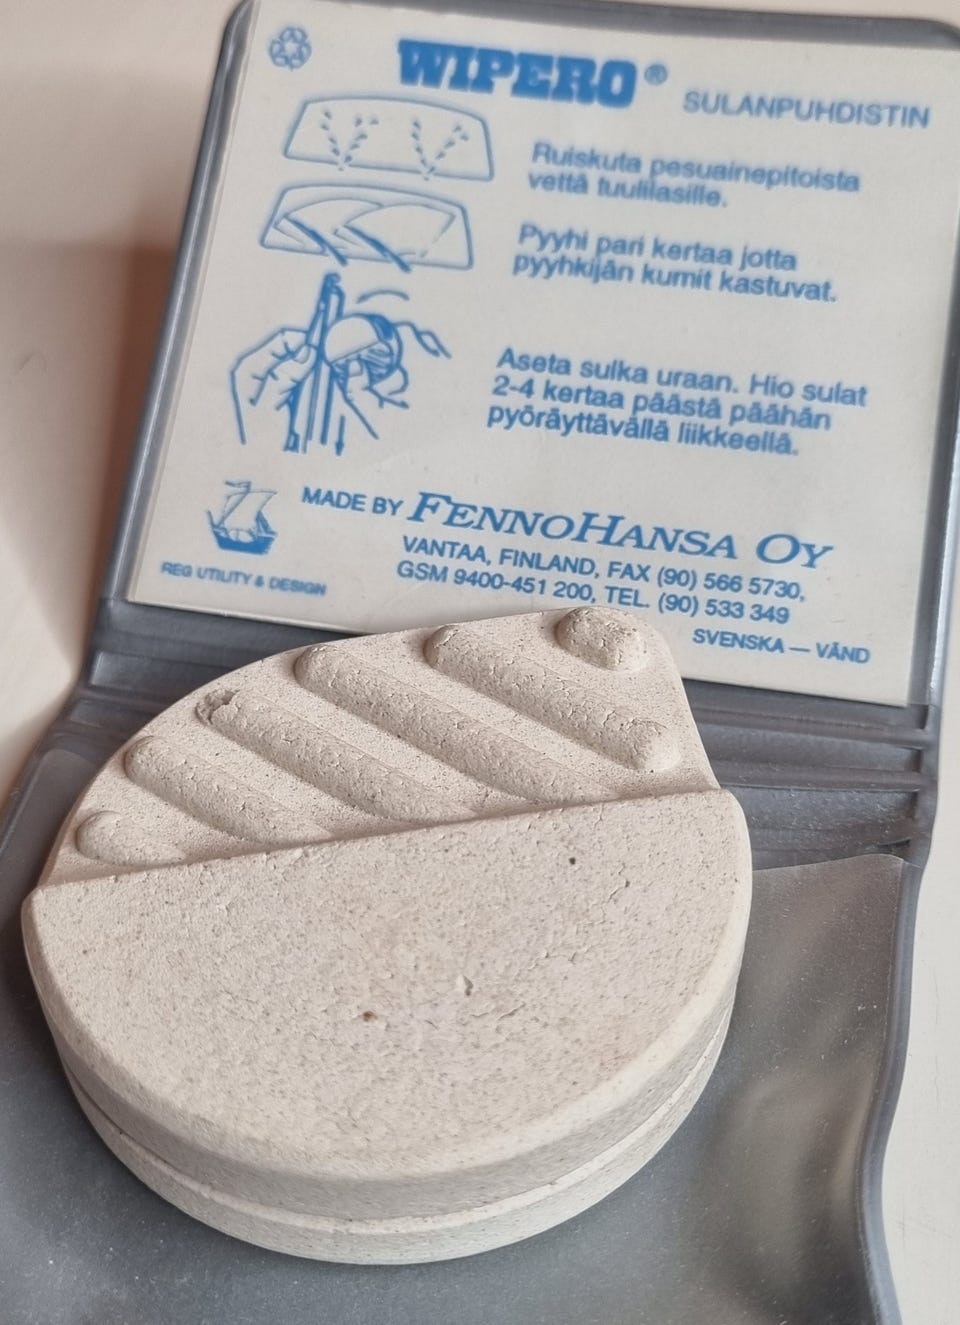 WIPERO® SULANPUHDISTIN
Ruiskuta pesuainepitoista
vettä tuulilasille.
Pyyhi pari kertaa jotta
pyyhkijän kumit kastuvat.
Aseta sulka uraan. Hio sulat
2-4 kertaa päästä päähän
pyöräyttävällä liikkeellä.
MADE BY FENNOHANSA OY
VANTAA, FINLAND, FAX (90) 566 5730,
GSM 9400-451 200, TEL. (90) 533 349
REG UTILITY & DESIGN
SVENSKA — VÄND